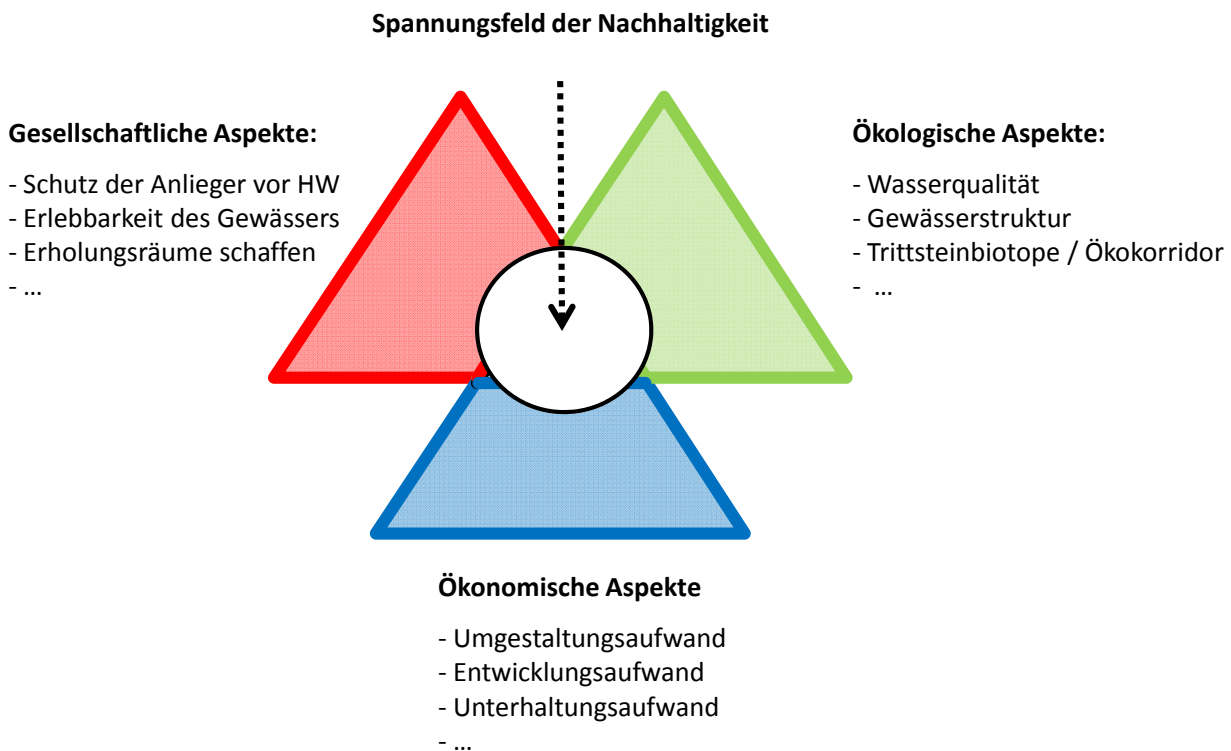 Spannungsfeld der Nachhaltigkeit
Gesellschaftliche Aspekte:
- Schutz der Anlieger vor HW
- Erlebbarkeit des Gewässers
- Erholungsräume schaffen
- ...
Ökologische Aspekte:
- Wasserqualität
- Gewässerstruktur
- Trittsteinbiotope / Ökokorridor
- ...
Ökonomische Aspekte
- Umgestaltungsaufwand
- Entwicklungsaufwand
- Unterhaltungsaufwand
- ...